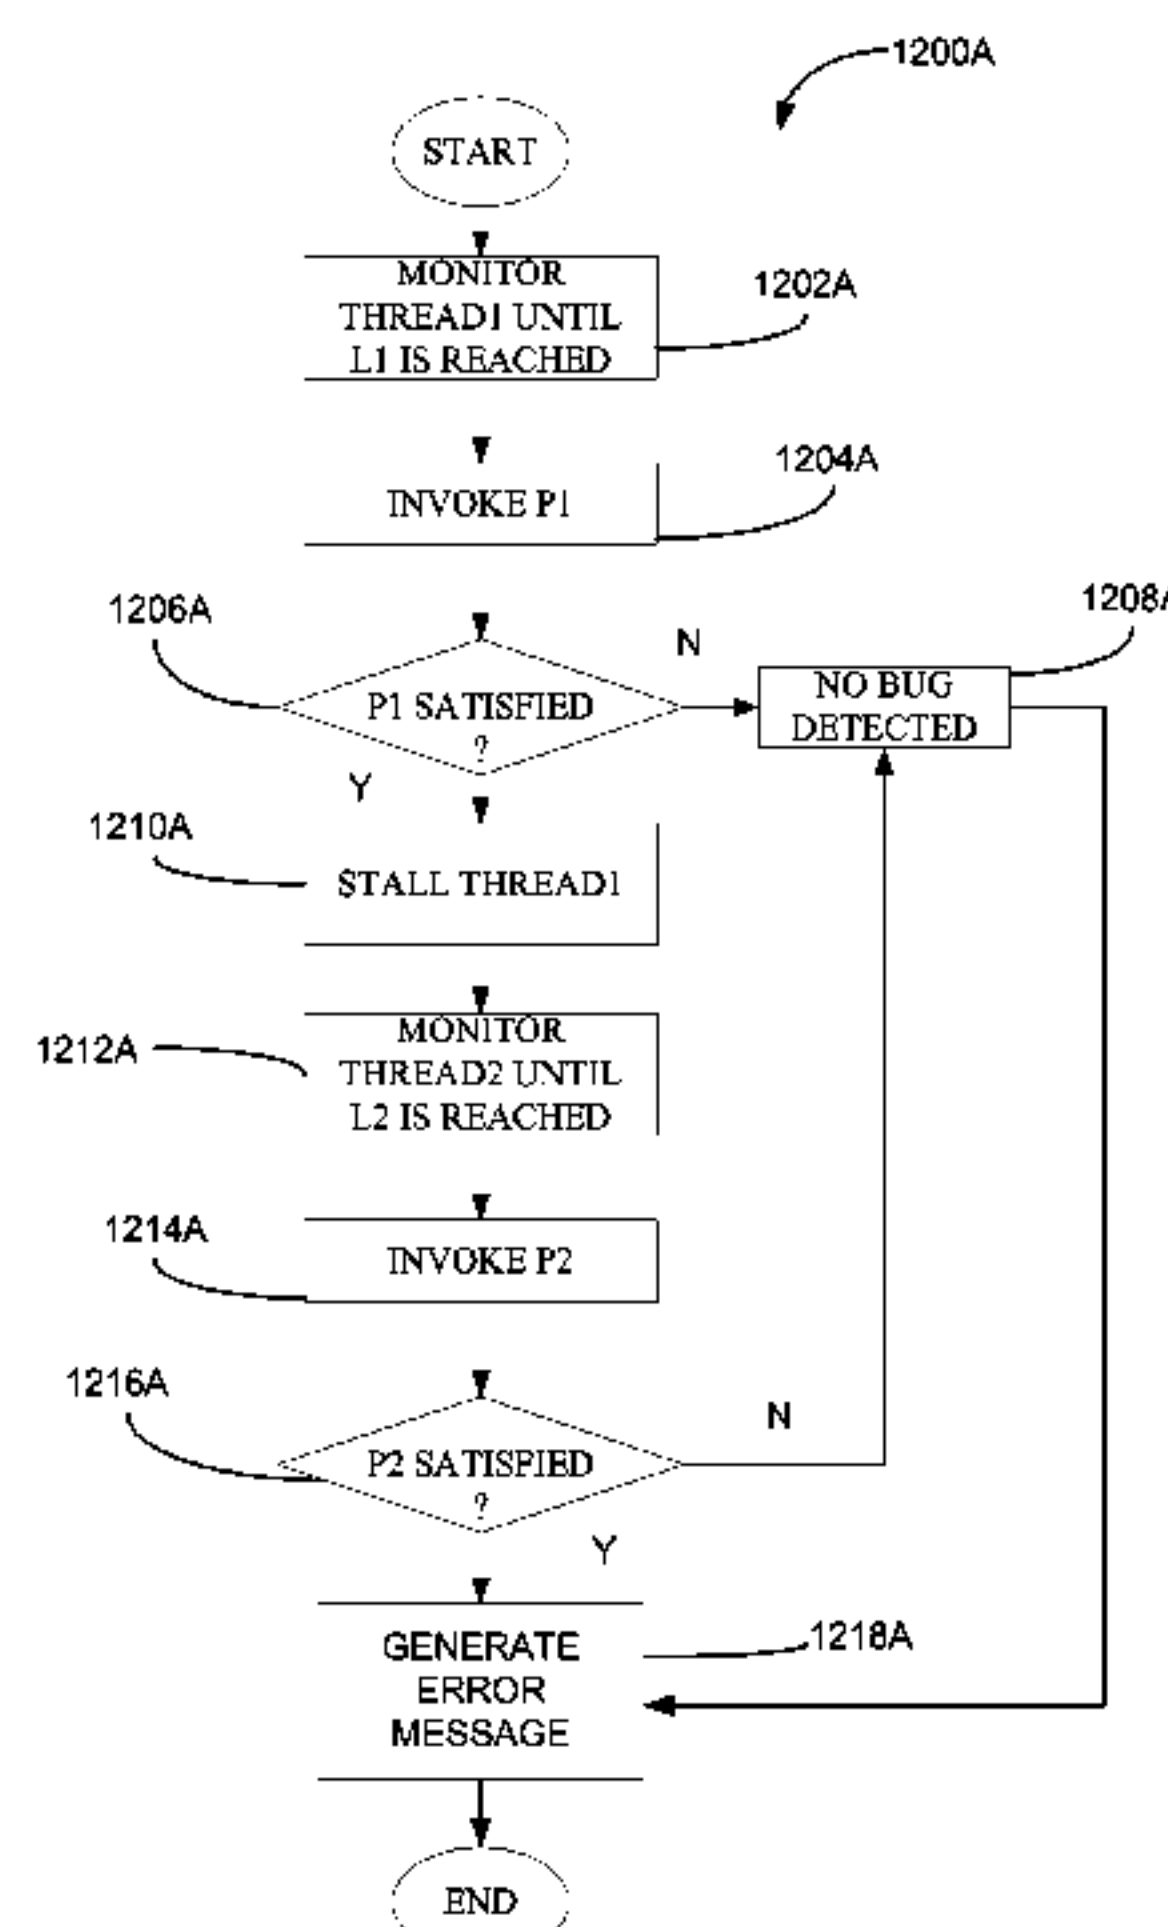 1200A
START
MONITOR
THREAD1 UNTIL
L1 IS REACHED
1202A
INVOKE P1
1204A
1206A
P1 SATISFIED
?
N
Y
NO BUG
DETECTED
1208A
1210A
STALL THREAD1
1212A
MONITOR
THREAD2 UNTIL
L2 IS REACHED
1214A
INVOKE P2
1216A
P2 SATISFIED
?
N
Y
GENERATE
ERROR
MESSAGE
1218A
END